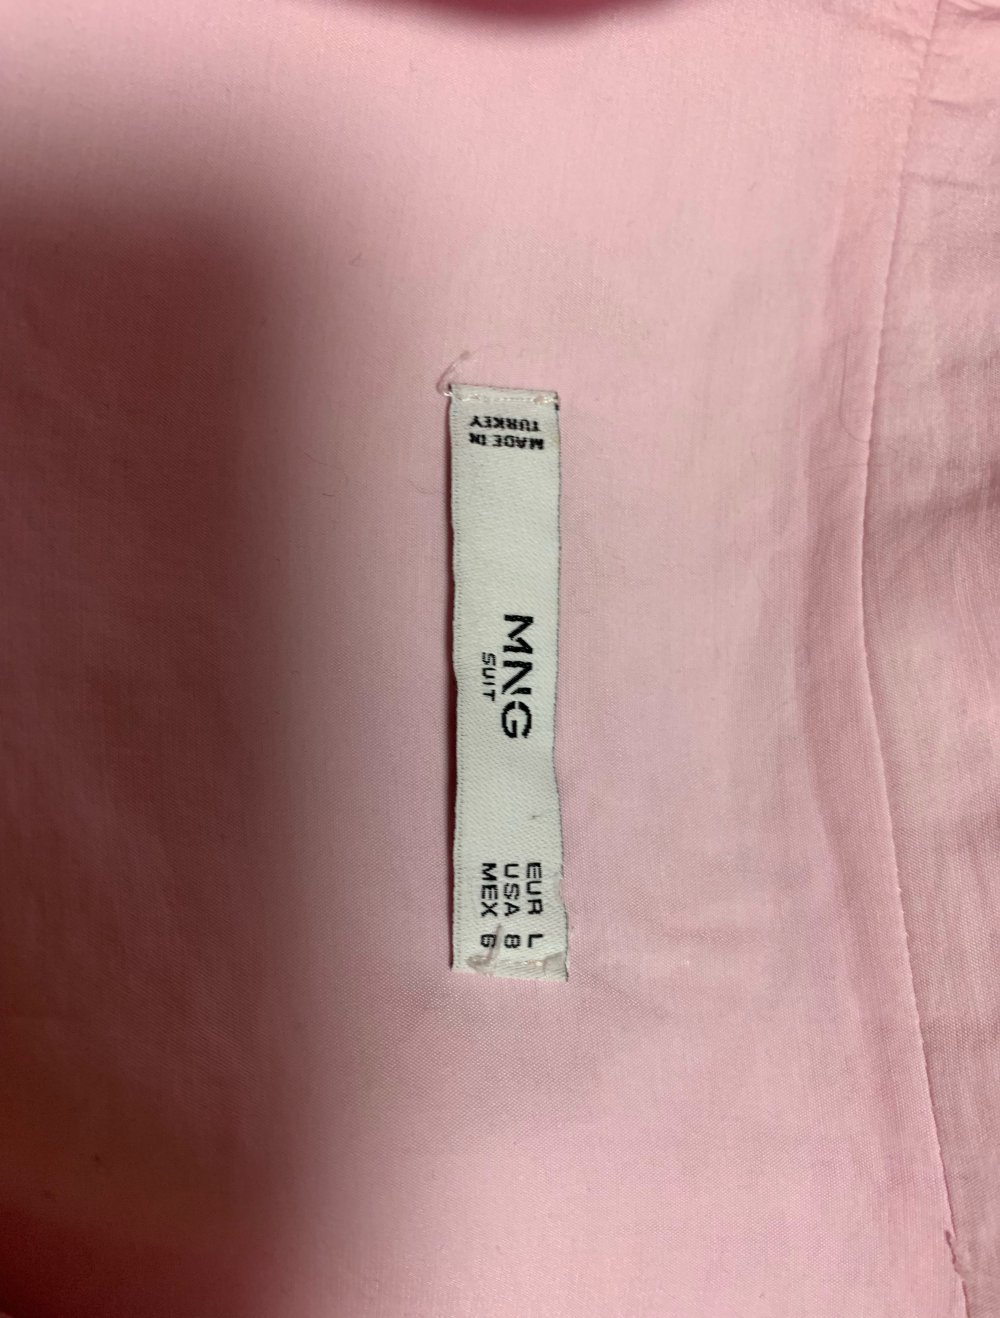 MADE IN
TURKEY
MNG
SUIT
EUR L
USA 8
MEX 6